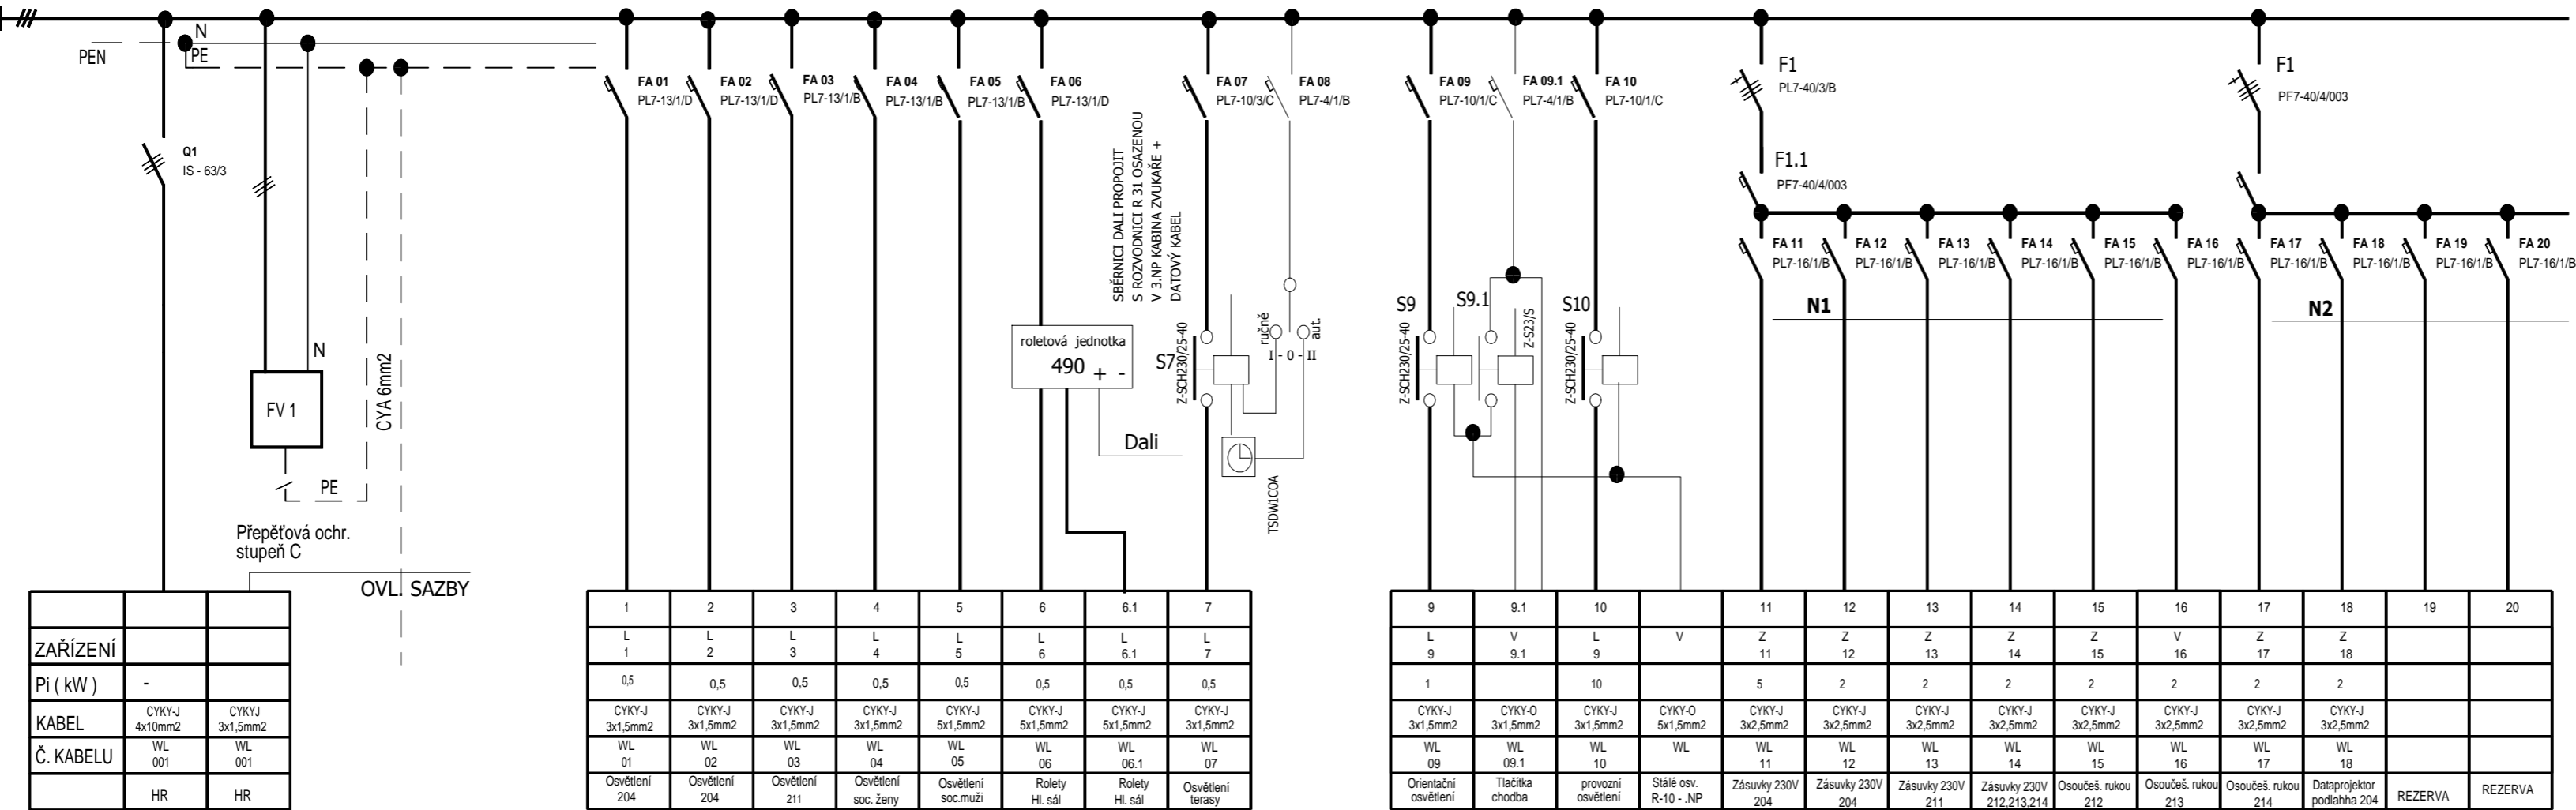 PEN
N
PE
Q1
IS - 63/3
N
FV 1
PE
CYA 6mm2
Přepěťová ochr.
stupeň C
OVL. SAZBY
FA 01
PL7-13/1/D
FA 02
PL7-13/1/D
FA 03
PL7-13/1/B
FA 04
PL7-13/1/B
FA 05
PL7-13/1/B
FA 06
PL7-13/1/D
SBĚRNICI DALI PROPOJIT
S ROZVODNICI R 31 OSAZENOU
V 3.NP KABINA ZVUKAŘE +
DATOVÝ KABEL
roletová jednotka
490 + -
Dali
FA 07
PL7-10/3/C
FA 08
PL7-4/1/B
S7
Z-SCH230/25-40
ručně
aut.
I - 0 - II
TSDW1COA
FA 09
PL7-10/1/C
FA 09.1
PL7-4/1/B
FA 10
PL7-10/1/C
S9
Z-SCH230/25-40
S9.1
Z-S23/S
S10
Z-SCH230/25-40
F1
PL7-40/3/B
F1.1
PF7-40/4/003
F1
PF7-40/4/003
FA 11
PL7-16/1/B
FA 12
PL7-16/1/B
FA 13
PL7-16/1/B
FA 14
PL7-16/1/B
FA 15
PL7-16/1/B
FA 16
PL7-16/1/B
FA 17
PL7-16/1/B
FA 18
PL7-16/1/B
FA 19
PL7-16/1/B
FA 20
PL7-16/1/B
N1
N2
ZAŘÍZENÍ
Pi ( kW ) -
KABEL
CYKY-J
4x10mm2
CYKYJ
3x1,5mm2
Č. KABELU
WL
001
WL
001
HR HR
1 2 3 4 5 6 6.1 7
L L L L L L L L
1 2 3 4 5 6 6.1 7
0,5 0,5 0,5 0,5 0,5 0,5 0,5 0,5
CYKY-J CYKY-J CYKY-J CYKY-J CYKY-J CYKY-J CYKY-J CYKY-J
3x1,5mm2 3x1,5mm2 3x1,5mm2 3x1,5mm2 5x1,5mm2 5x1,5mm2 5x1,5mm2 3x1,5mm2
WL WL WL WL WL WL WL WL
01 02 03 04 05 06 06.1 07
Osvětlení Osvětlení Osvětlení Osvětlení Osvětlení Rolety Rolety Osvětlení
204 204 211 soc. ženy soc.muži Hl. sál Hl. sál terasy
9 9.1 10 11 12 13 14 15 16 17 18 19 20
L V L V Z Z Z Z Z V Z Z
9 9.1 9 11 12 13 14 15 16 17 18
1 10 5 2 2 2 2 2 2 2
CYKY-J CYKY-O CYKY-J CYKY-O CYKY-J CYKY-J CYKY-J CYKY-J CYKY-J CYKY-J CYKY-J CYKY-J
3x1,5mm2 3x1,5mm2 3x1,5mm2 5x1,5mm2 3x2,5mm2 3x2,5mm2 3x2,5mm2 3x2,5mm2 3x2,5mm2 3x2,5mm2 3x2,5mm2 3x2,5mm2
WL WL WL WL WL WL WL WL WL WL WL WL
09 09.1 10 11 12 13 14 15 16 17 18
Orientační Tlačítka provozní Stálé osv. Zásuvky 230V Zásuvky 230V Zásuvky 230V Zásuvky 230V Osoučeš. rukou Osoučeš. rukou Osoučeš. rukou Dataprojektor REZERVA REZERVA
osvětlení chodba osvětlení R-10 - .NP 204 204 211 212,213,214 212 213 214 podlahha 204